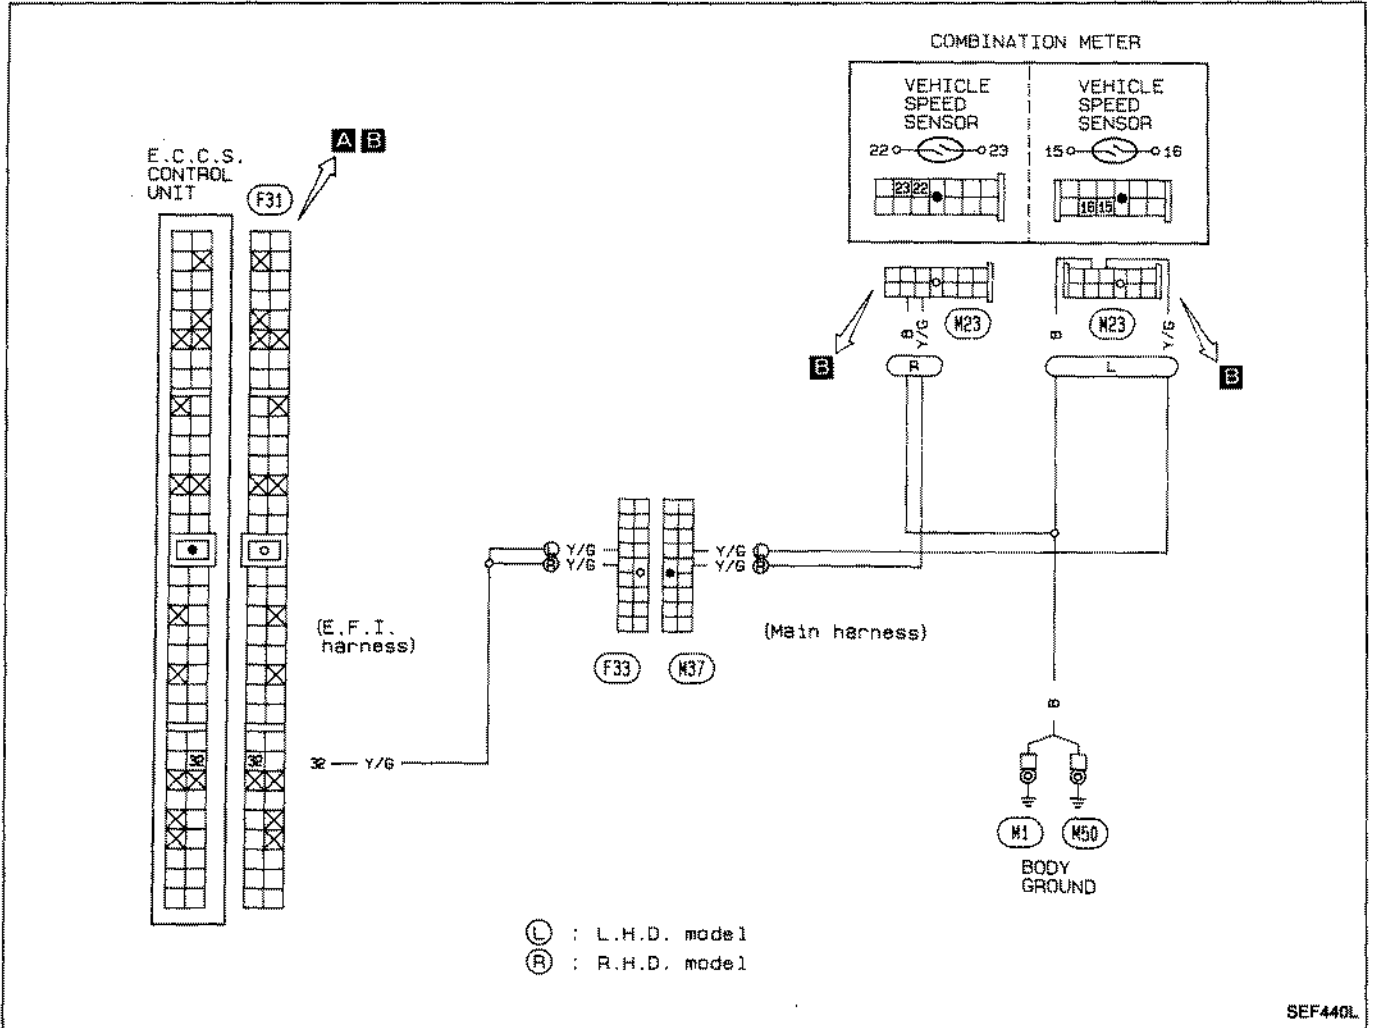 COMBINATION METER
VEHICLE
SPEED
SENSOR
22 23
23 22
VEHICLE
SPEED
SENSOR
15 16
16 15
A B
E.C.C.S.
CONTROL
UNIT
F31
M23
B
Y/G
B
R
M23
B
Y/G
L
B
L Y/G
R Y/G
Y/G L
Y/G R
(E.F.I.
harness)
(Main harness)
F33
M37
32
32
32 Y/G
B
M1
M50
BODY
GROUND
L : L.H.D. model
R : R.H.D. model
SEF440L